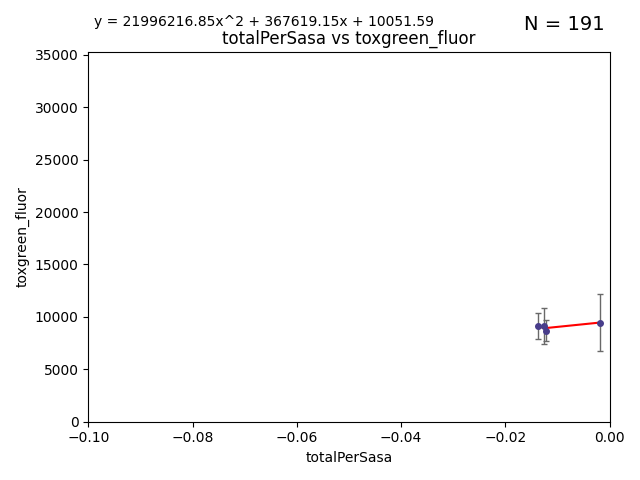 y = 21996216.85x^2 + 367619.15x + 10051.59
N = 191
totalPerSasa vs toxgreen_fluor
35000
30000
25000
20000
15000
10000
5000
0
toxgreen_fluor
−0.10
−0.08
−0.06
−0.04
−0.02
0.00
totalPerSasa